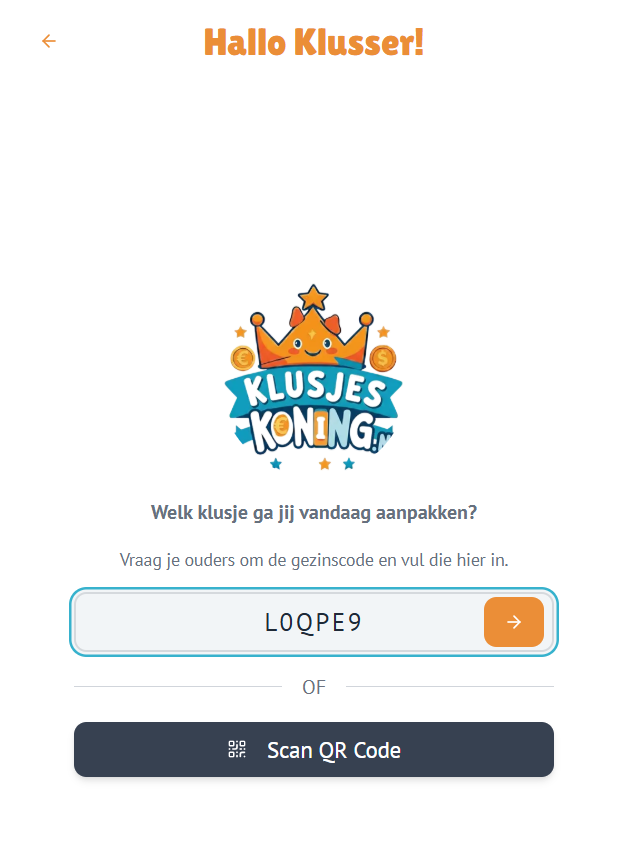 Hallo Klusser!
KLUSJES
KONING
Welk klusje ga jij vandaag aanpakken?
Vraag je ouders om de gezinscode en vul die hier in.
L0QPE9
OF
Scan QR Code